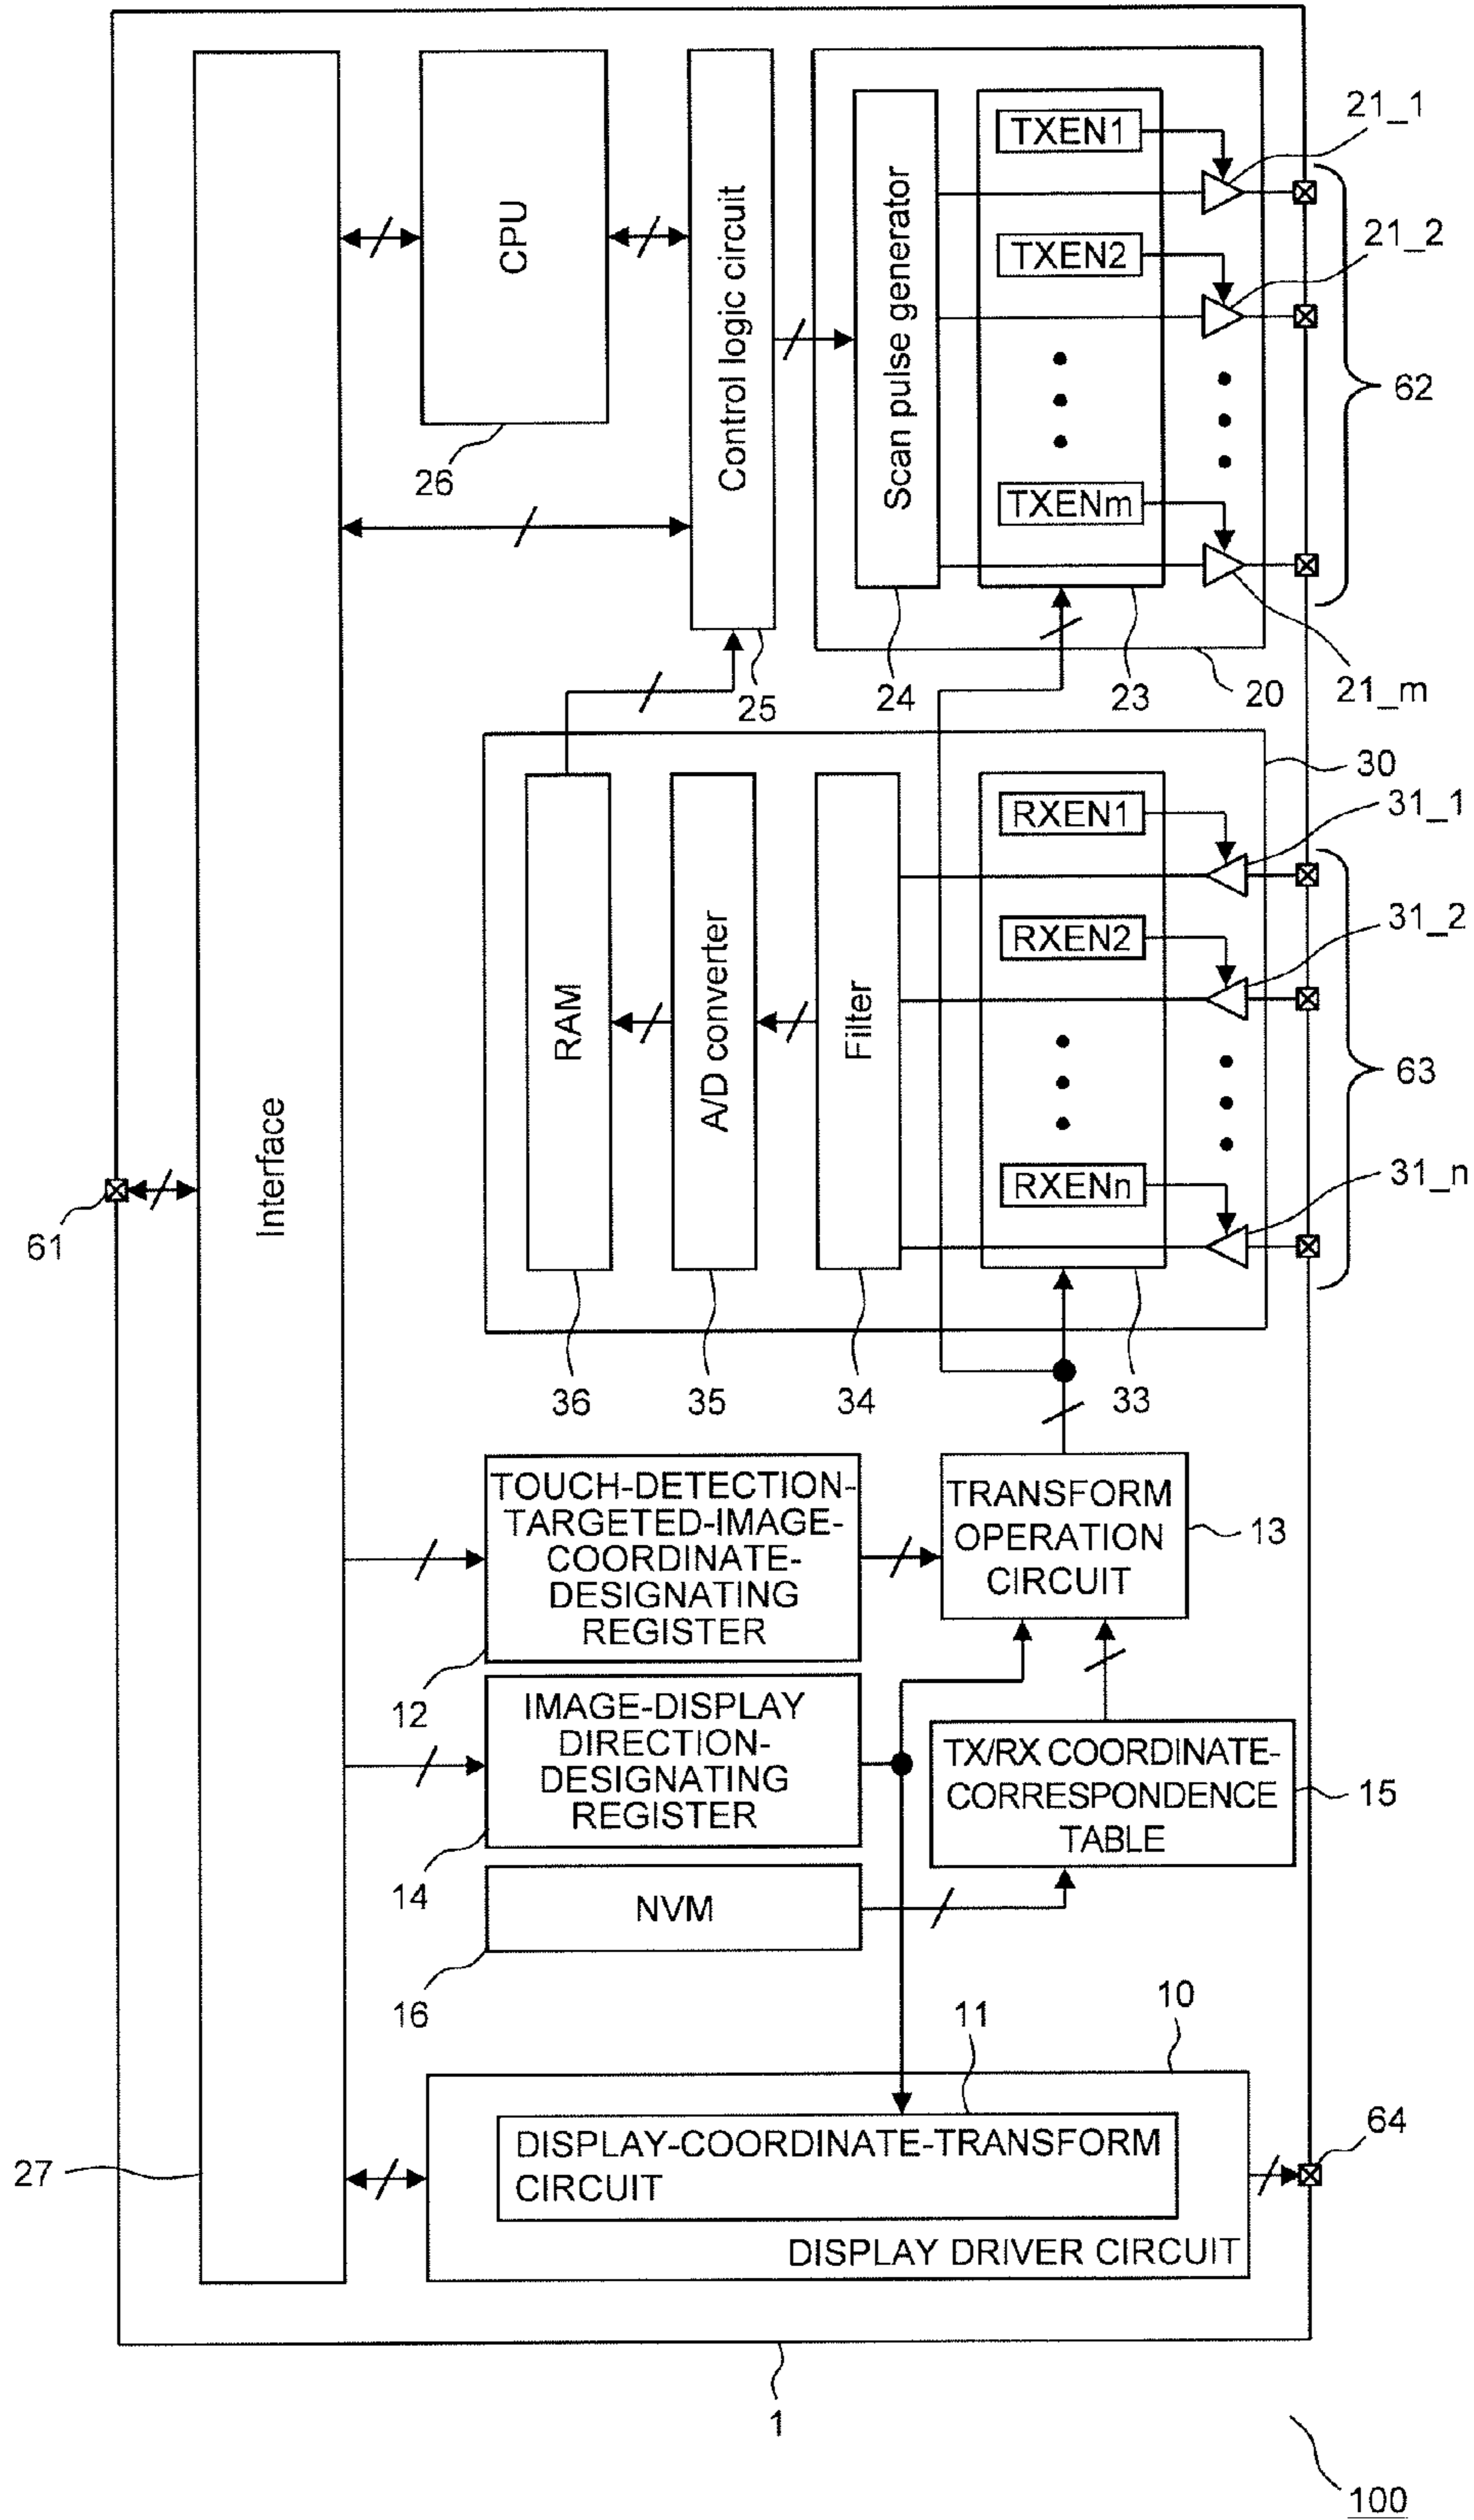 Interface
CPU
Control logic circuit
Scan pulse generator
TXEN1
TXEN2
TXENm
21_1
21_2
62
21_m
26
25
24
23
20
RAM
A/D converter
Filter
RXEN1
RXEN2
RXENn
30
31_1
31_2
63
31_n
61
36
35
34
33
TOUCH-DETECTION-
TARGETED-IMAGE-
COORDINATE-
DESIGNATING
REGISTER
12
TRANSFORM
OPERATION
CIRCUIT
13
IMAGE-DISPLAY
DIRECTION-
DESIGNATING
REGISTER
14
TX/RX COORDINATE-
CORRESPONDENCE
TABLE
15
NVM
16
10
11
DISPLAY-COORDINATE-TRANSFORM
CIRCUIT
DISPLAY DRIVER CIRCUIT
64
27
1
100